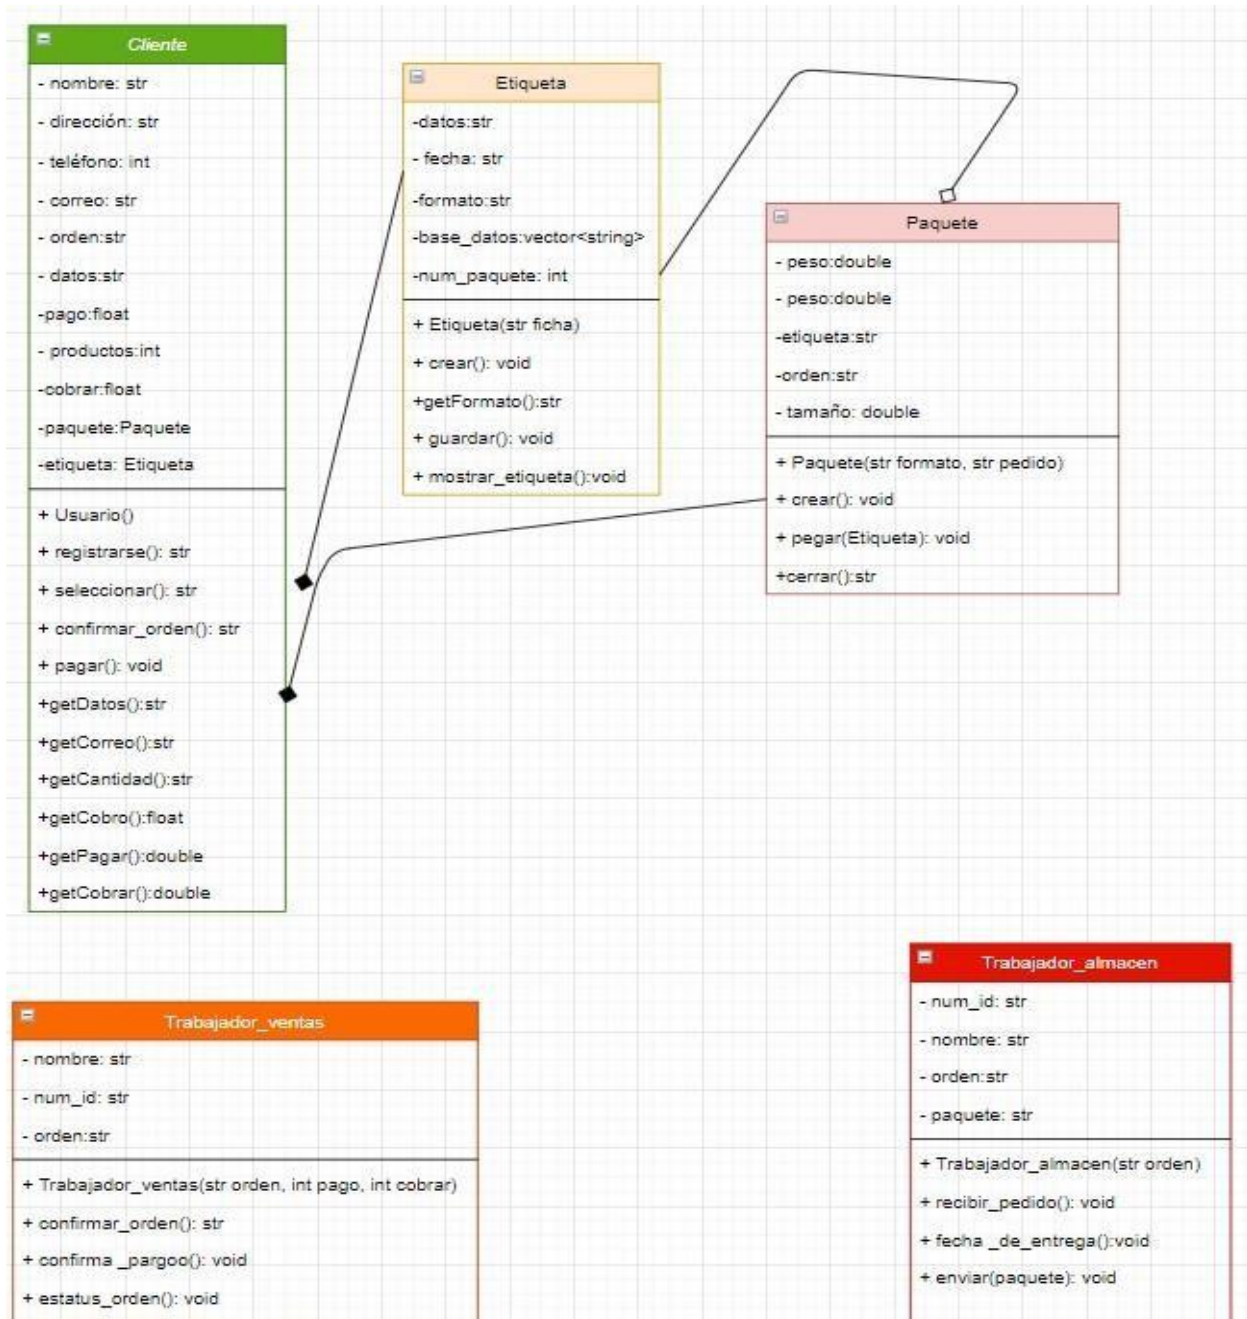 Cliente
- nombre: str
- dirección: str
- teléfono: int
- correo: str
- orden:str
- datos:str
-pago:float
- productos:int
-cobrar:float
-paquete:Paquete
-etiqueta: Etiqueta
+ Usuario()
+ registrarse(): str
+ seleccionar(): str
+ confirmar_orden(): str
+ pagar(): void
+getDatos():str
+getCorreo():str
+getCantidad():str
+getCobro():float
+getPagar():double
+getCobrar():double
Etiqueta
-datos:str
- fecha: str
-formato:str
-base_datos:vector<string>
-num_paquete: int
+ Etiqueta(str ficha)
+ crear(): void
+getFormato():str
+ guardar(): void
+ mostrar_etiqueta():void
Paquete
- peso:double
- peso:double
-etiqueta:str
-orden:str
- tamaño: double
+ Paquete(str formato, str pedido)
+ crear(): void
+ pegar(Etiqueta): void
+cerrar():str
Trabajador_ventas
- nombre: str
- num_id: str
- orden:str
+ Trabajador_ventas(str orden, int pago, int cobrar)
+ confirmar_orden(): str
+ confirma _pargoo(): void
+ estatus_orden(): void
Trabajador_almacen
- num_id: str
- nombre: str
- orden:str
- paquete: str
+ Trabajador_almacen(str orden)
+ recibir_pedido(): void
+ fecha _de_entrega():void
+ enviar(paquete): void